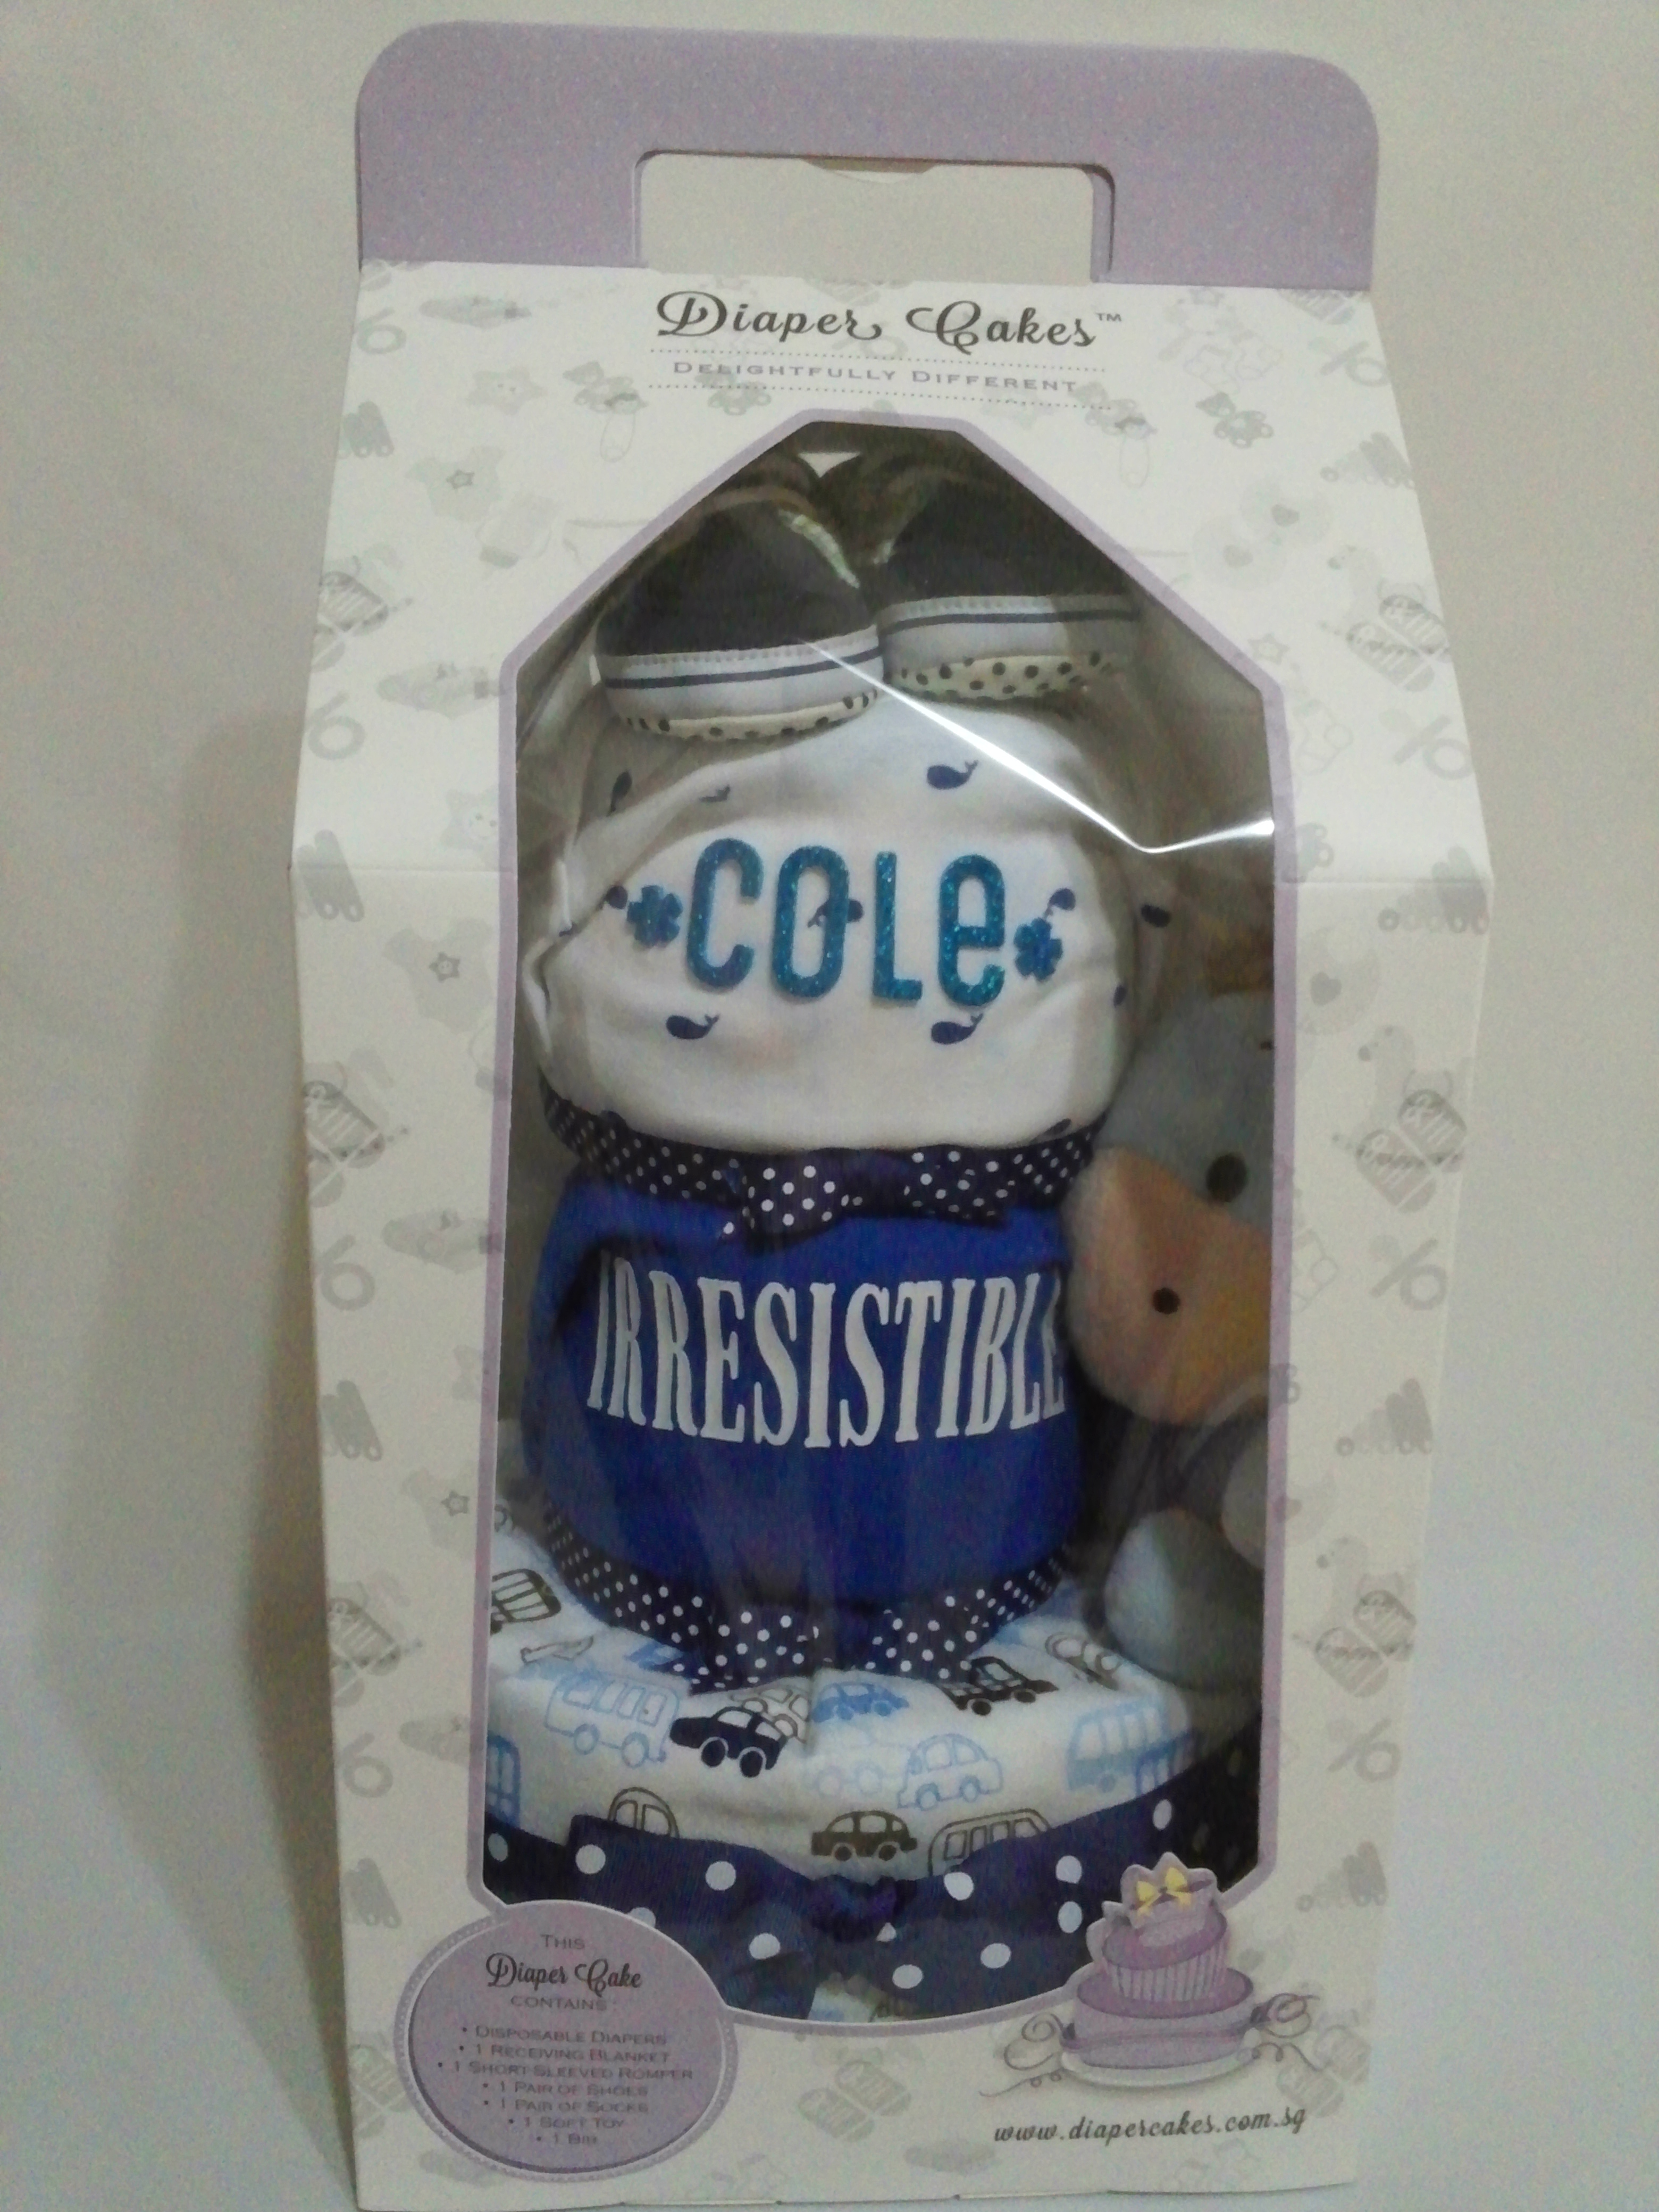 Diaper Cakes™
DELIGHTFULLY DIFFERENT
COLe
IRRESISTIBLE
THIS
Diaper Cake
CONTAINS
• DISPOSABLE DIAPERS
• 1 RECEIVING BLANKET
• 1 SHORT SLEEVED ROMPER
• 1 PAIR OF SHOES
• 1 PAIR OF SOCKS
• 1 SOFT TOY
• 1 BIB
www.diapercakes.com.sg